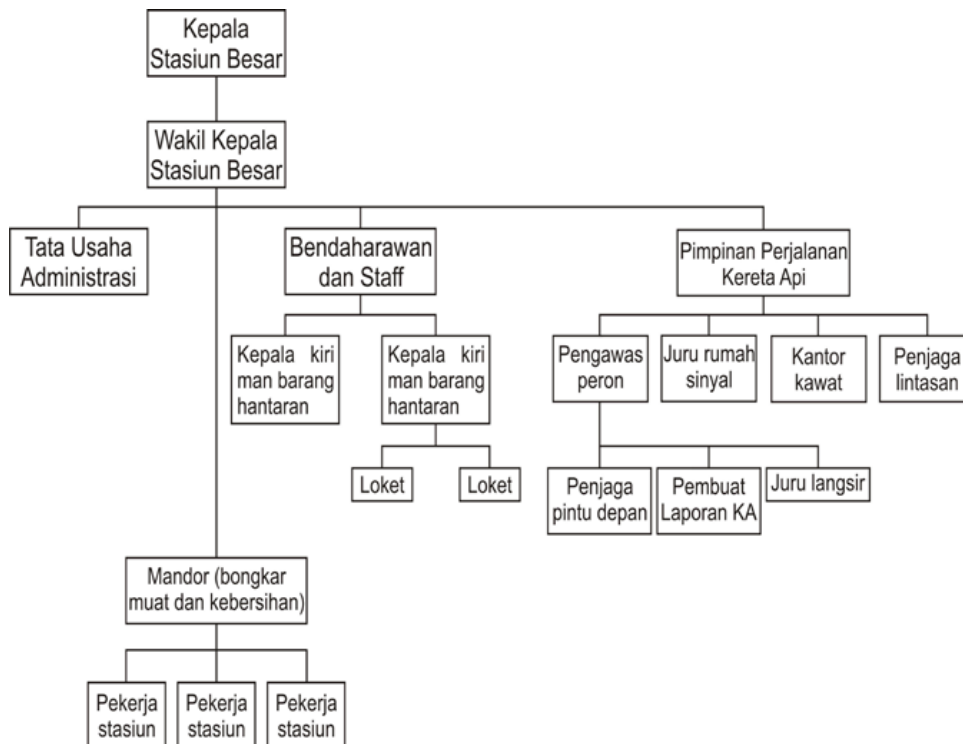 Kepala
Stasiun Besar
Wakil Kepala
Stasiun Besar
Tata Usaha
Administrasi
Bendaharawan
dan Staff
Pimpinan Perjalanan
Kereta Api
Kepala kiri
man barang
hantaran
Kepala kiri
man barang
hantaran
Pengawas
peron
Juru rumah
sinyal
Kantor
kawat
Penjaga
lintasan
Loket
Loket
Penjaga
pintu depan
Pembuat
Laporan KA
Juru langsir
Mandor (bongkar
muat dan kebersihan)
Pekerja
stasiun
Pekerja
stasiun
Pekerja
stasiun